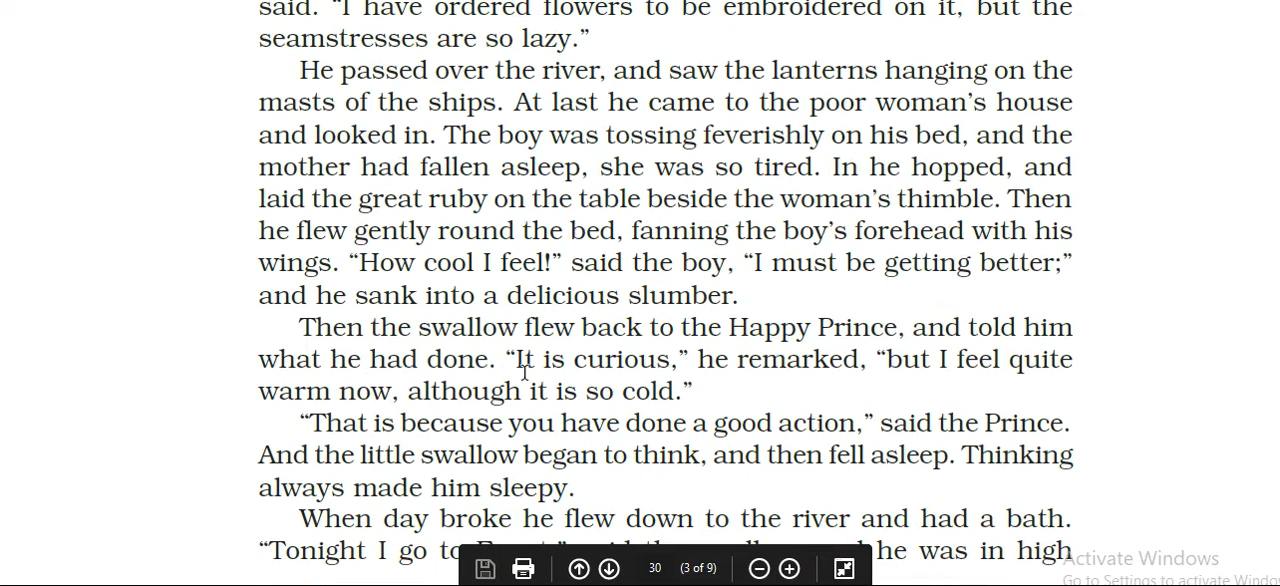 said. “I have ordered flowers to be embroidered on it, but the
seamstresses are so lazy.”
He passed over the river, and saw the lanterns hanging on the
masts of the ships. At last he came to the poor woman’s house
and looked in. The boy was tossing feverishly on his bed, and the
mother had fallen asleep, she was so tired. In he hopped, and
laid the great ruby on the table beside the woman’s thimble. Then
he flew gently round the bed, fanning the boy’s forehead with his
wings. “How cool I feel!” said the boy, “I must be getting better;”
and he sank into a delicious slumber.
Then the swallow flew back to the Happy Prince, and told him
what he had done. “It is curious,” he remarked, “but I feel quite
warm now, although it is so cold.”
“That is because you have done a good action,” said the Prince.
And the little swallow began to think, and then fell asleep. Thinking
always made him sleepy.
When day broke he flew down to the river and had a bath.
“Tonight I go to he was in high
30 (3 of 9)
Activate Windows
Go to Settings to activate Windows